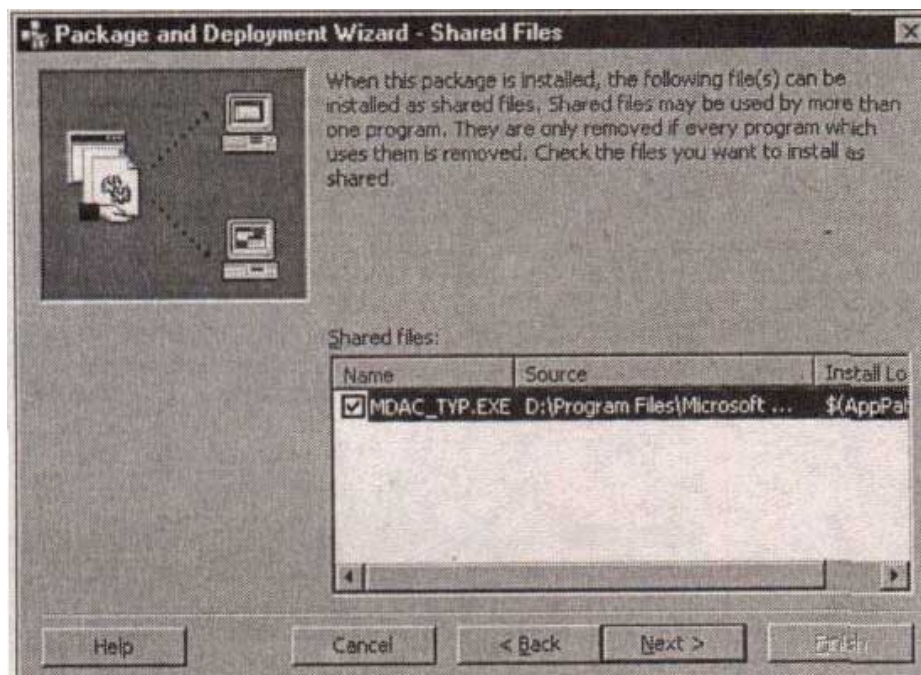 Package and Deployment Wizard - Shared Files
When this package is installed, the following file(s) can be
installed as shared files. Shared files may be used by more than
one program. They are only removed if every program which
uses them is removed. Check the files you want to install as
shared.
Shared files:
Name Source Install Lo
MDAC_TYP.EXE D:\Program Files\Microsoft ... $(AppPat
Help Cancel < Back Next > Finish